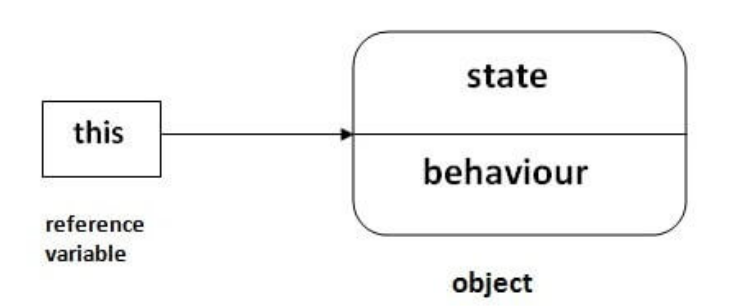 this
reference
variable
state
behaviour
object